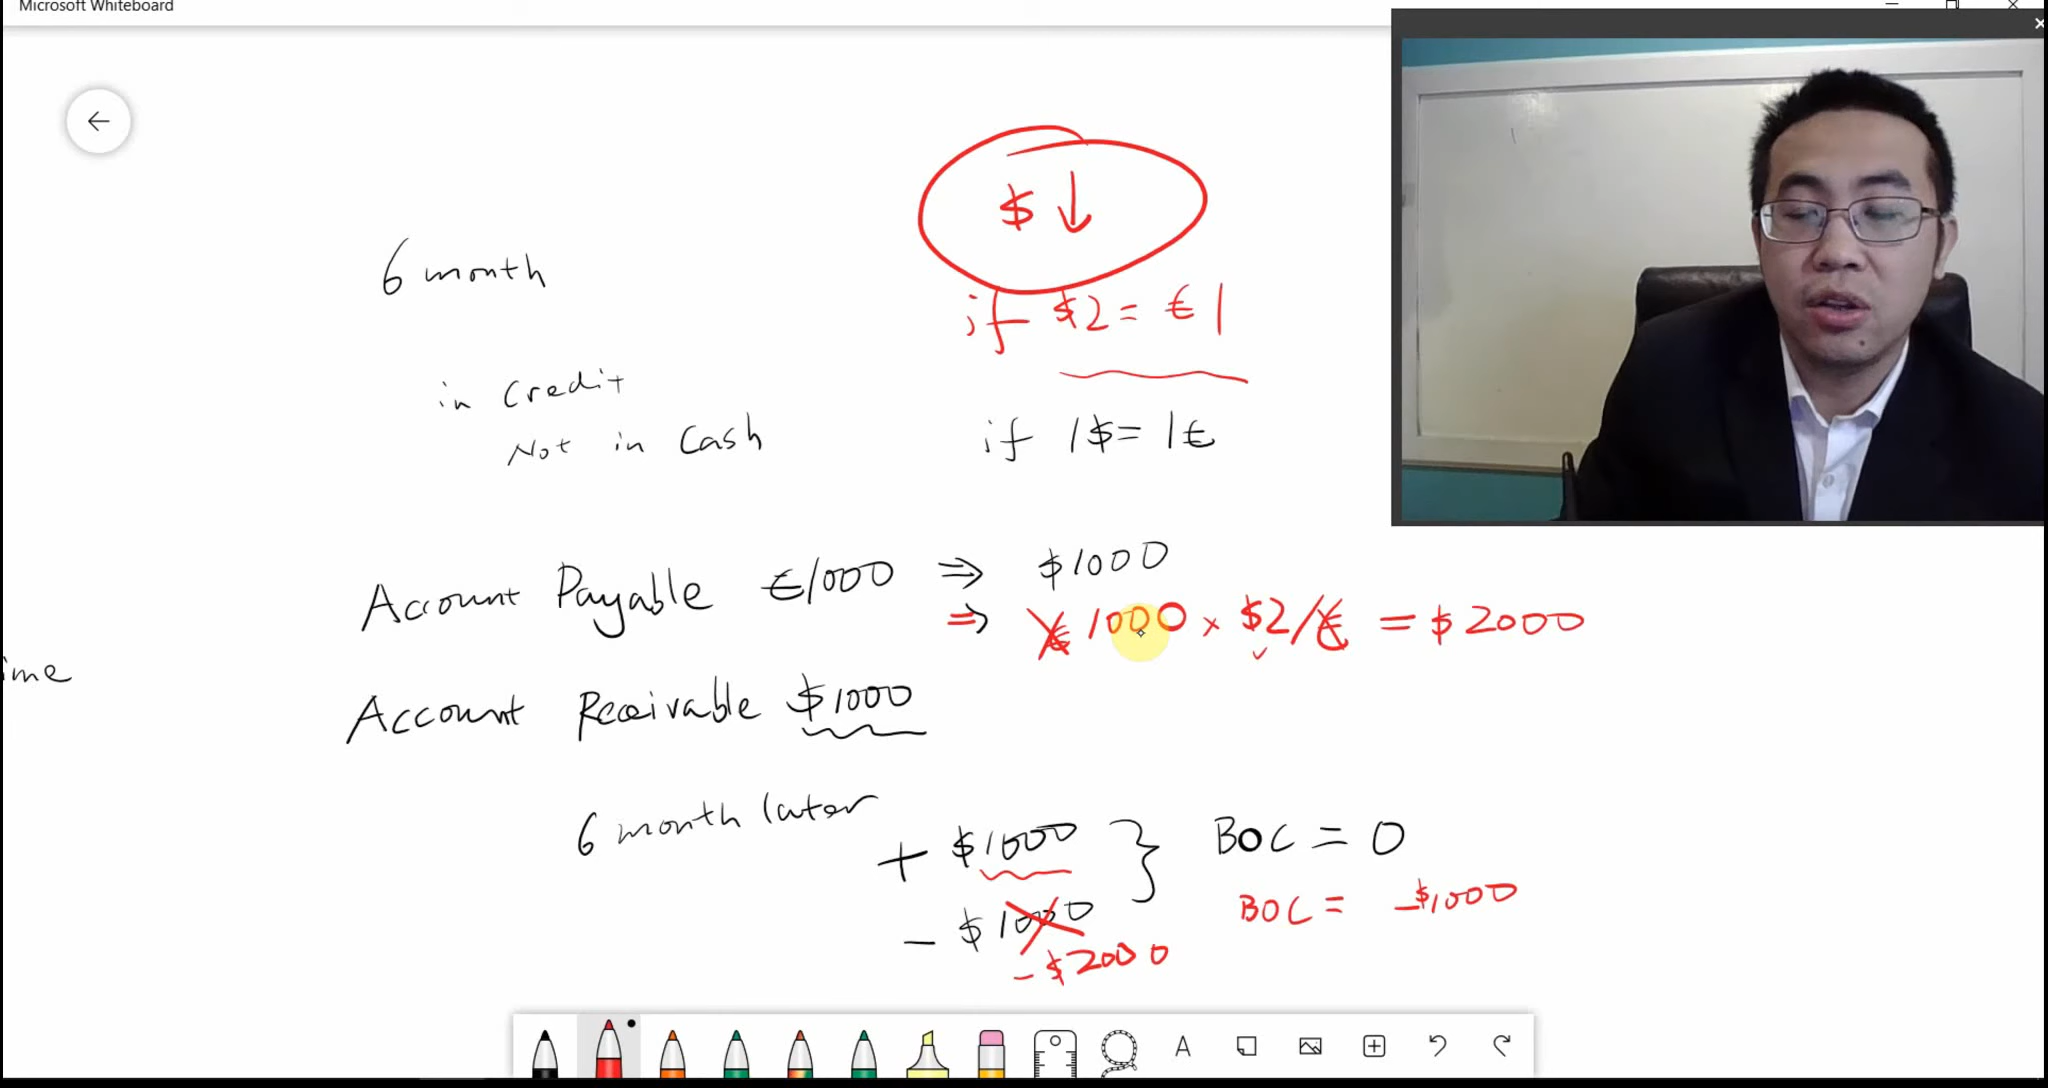 Microsoft Whiteboard
$ ↓
6 month
if $2 = € 1
in Credit
Not in Cash
if 1$ = 1€
Account Payable €1000 ⇒ $1000
⇒ € 1000 × $2/€ = $2000
ime
Account Receivable $1000
6 month later
+ $1000 } BOC = 0
- $1000
BOC = -$1000
-$2000
A